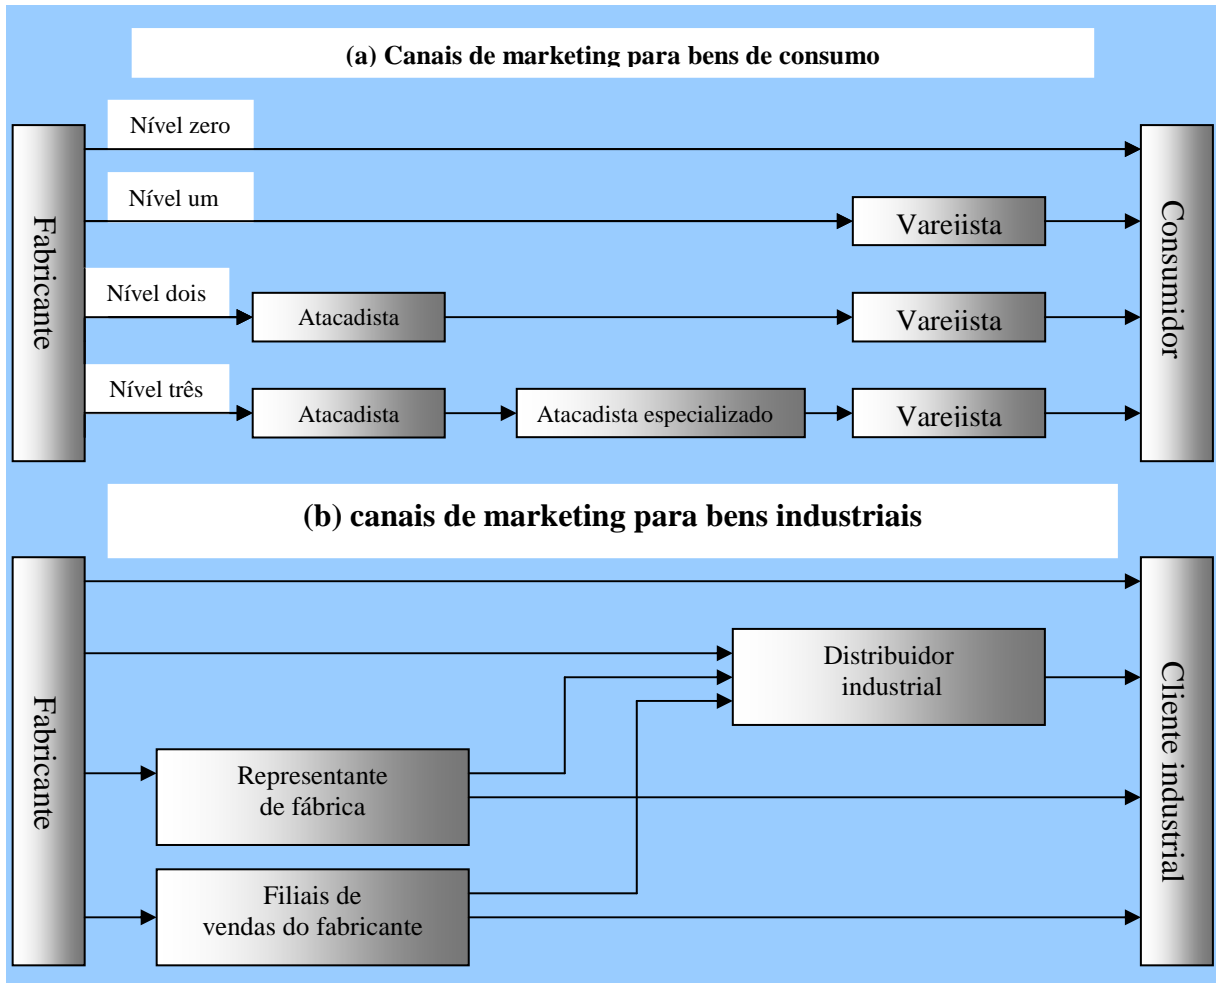 (a) Canais de marketing para bens de consumo
Nível zero
Nível um
Nível dois
Nível três
Fabricante
Varejista
Atacadista
Varejista
Atacadista
Atacadista especializado
Varejista
Consumidor
(b) canais de marketing para bens industriais
Fabricante
Distribuidor
industrial
Representante
de fábrica
Filiais de
vendas do fabricante
Cliente industrial